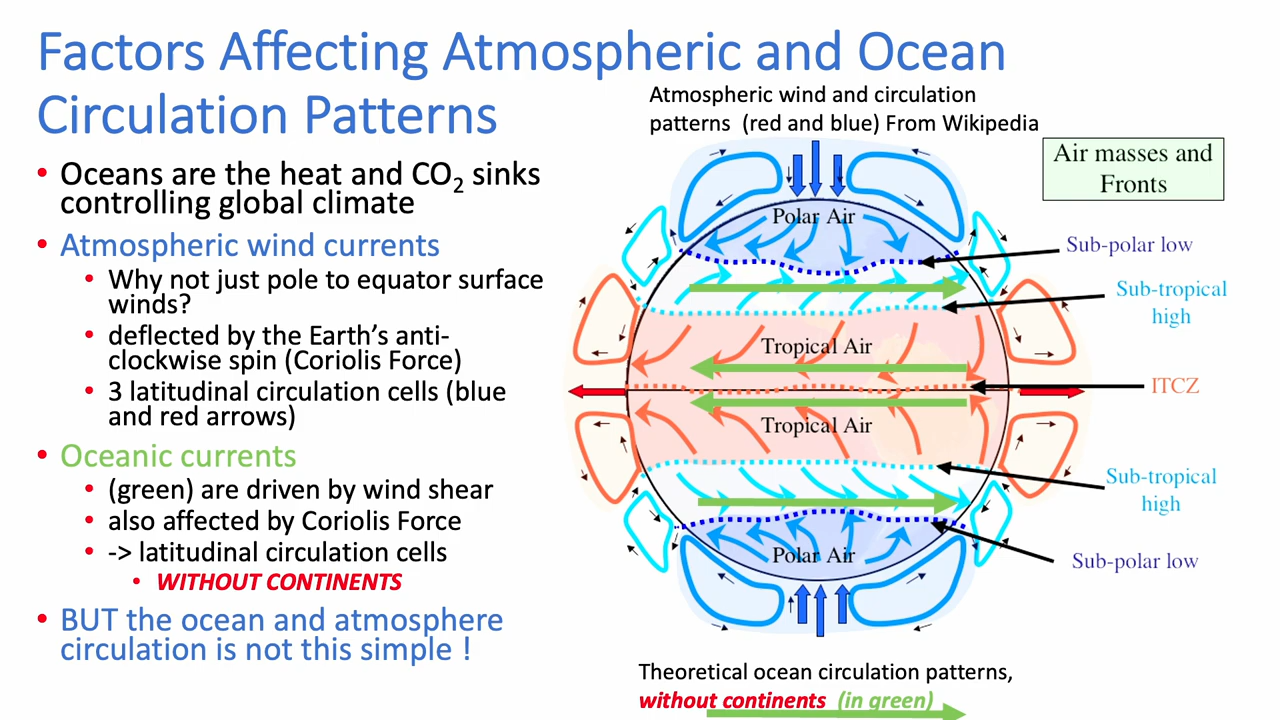 Factors Affecting Atmospheric and Ocean
Circulation Patterns
• Oceans are the heat and CO₂ sinks
controlling global climate
• Atmospheric wind currents
• Why not just pole to equator surface
winds?
• deflected by the Earth’s anti-
clockwise spin (Coriolis Force)
• 3 latitudinal circulation cells (blue
and red arrows)
• Oceanic currents
• (green) are driven by wind shear
• also affected by Coriolis Force
• -> latitudinal circulation cells
• WITHOUT CONTINENTS
• BUT the ocean and atmosphere
circulation is not this simple !
Atmospheric wind and circulation
patterns (red and blue) From Wikipedia
Air masses and
Fronts
Polar Air
Sub-polar low
Sub-tropical
high
Tropical Air
ITCZ
Tropical Air
Sub-tropical
high
Polar Air
Sub-polar low
Theoretical ocean circulation patterns,
without continents (in green)